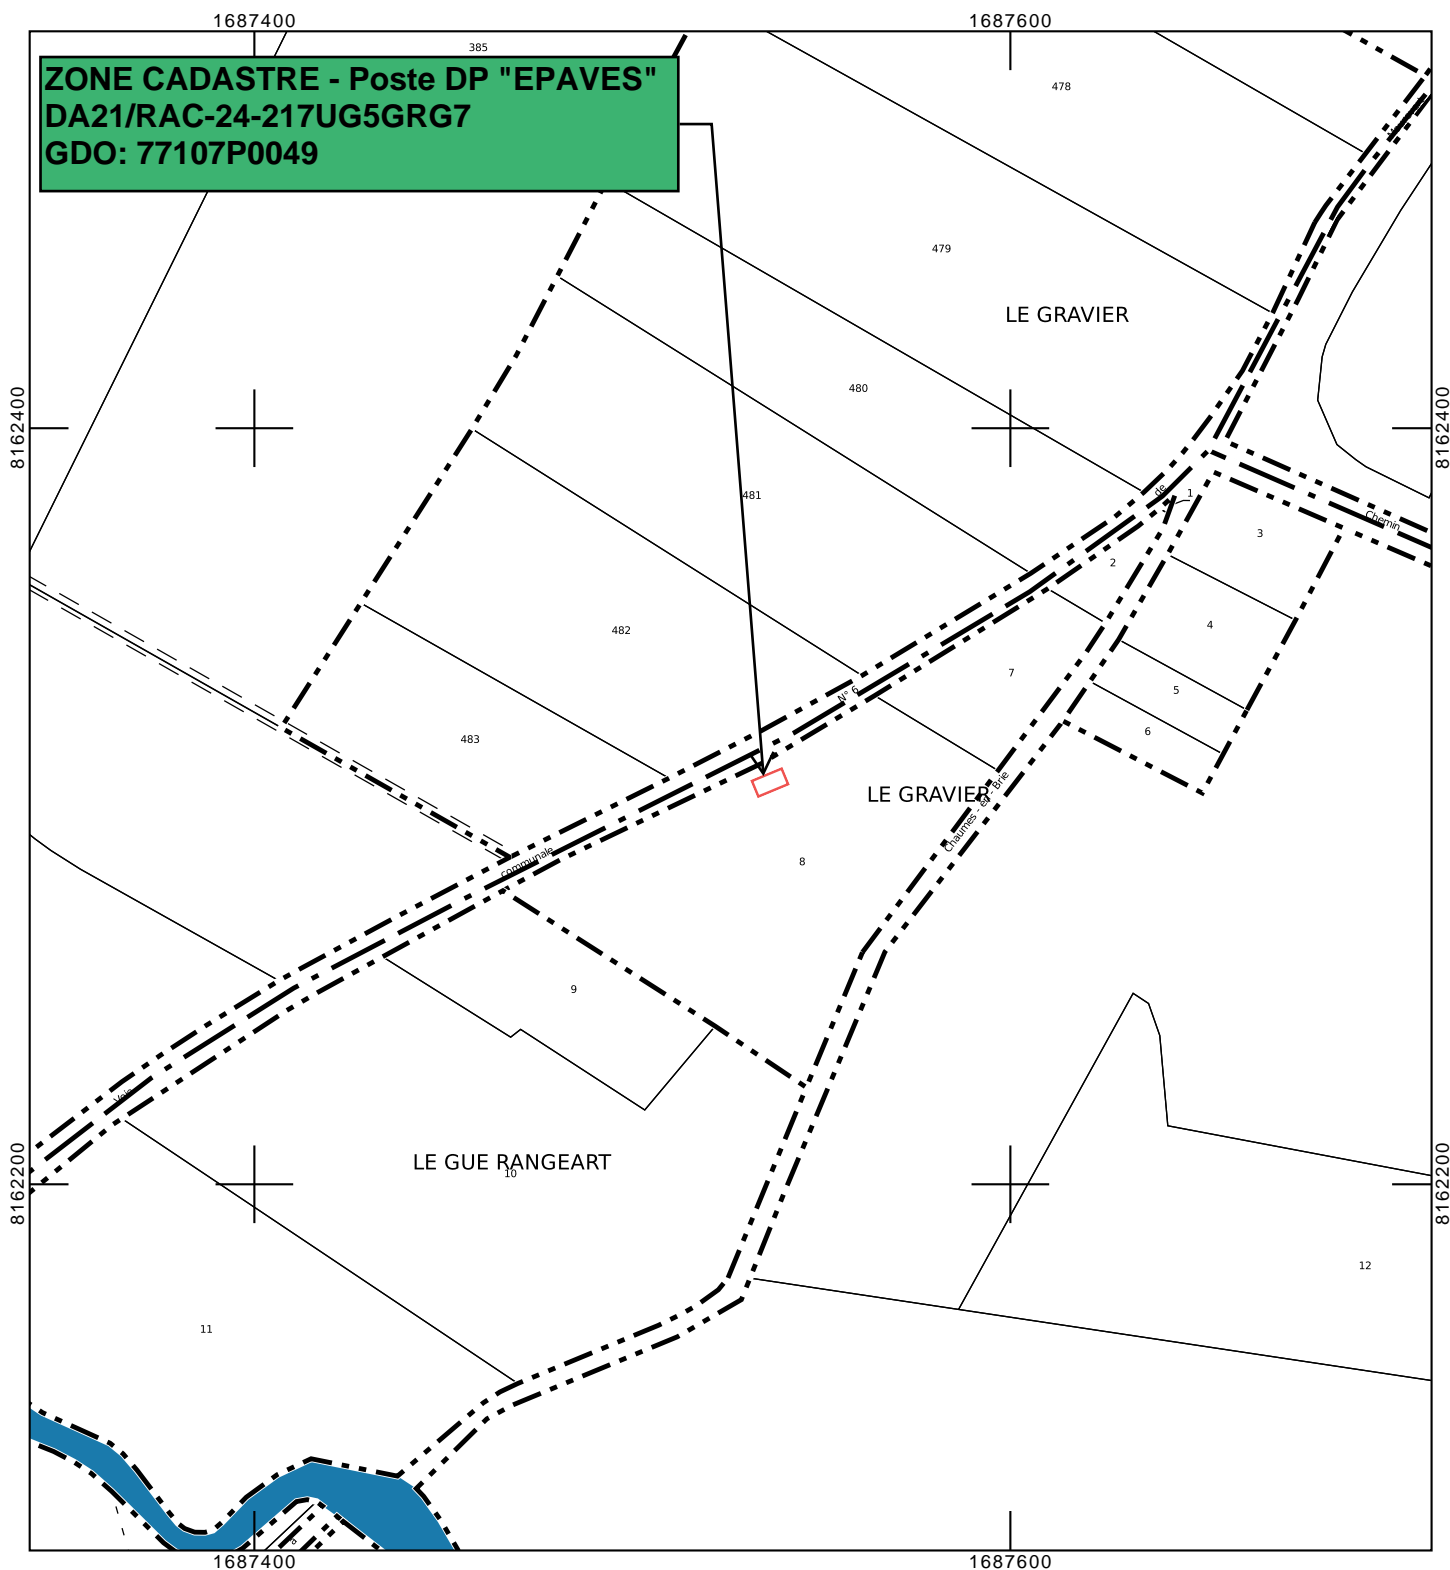 1687400
1687600
385
ZONE CADASTRE - Poste DP "EPAVES"
DA21/RAC-24-217UG5GRG7
GDO: 77107P0049
478
479
LE GRAVIER
480
8162400
8162400
481
de
1
Chemin
3
2
482
4
7
5
N° 6
6
483
LE GRAVIER
Chaumes - en - Brie
8
communale
9
Voie
LE GUE RANGEART
10
8162200
8162200
12
11
1687400
1687600